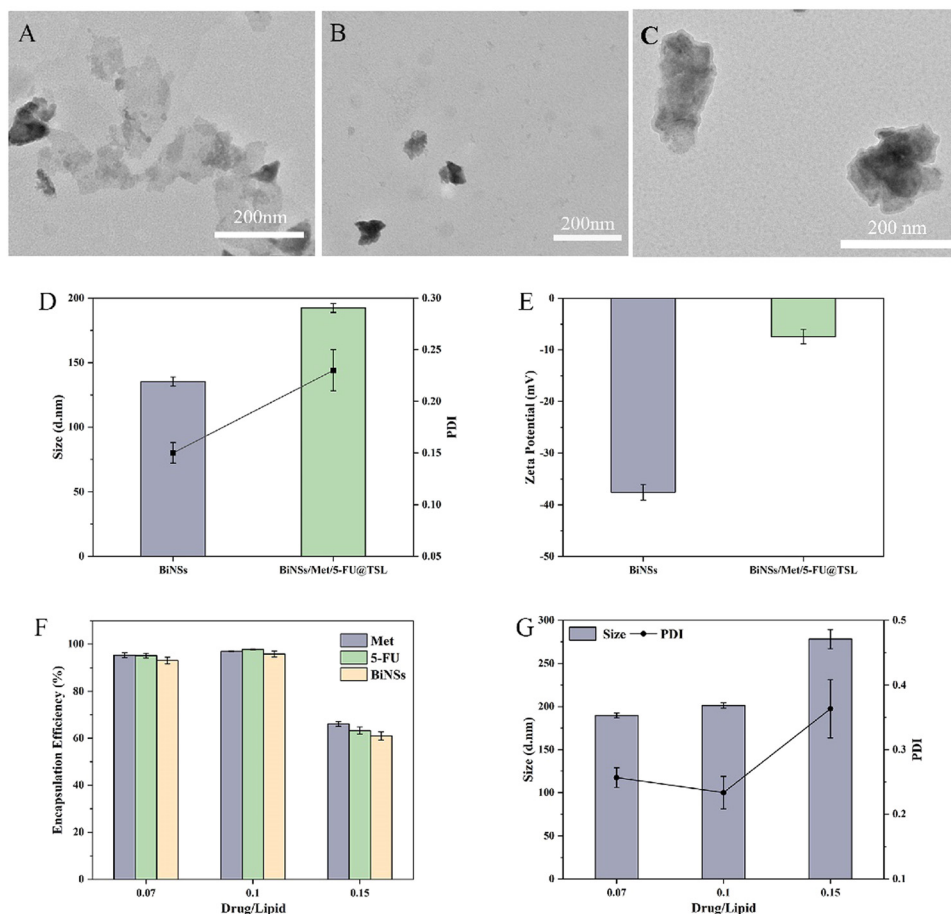 A
200nm
B
200nm
C
200 nm
D
200
150
100
50
0
Size (d.nm)
0.30
0.25
0.20
0.15
0.10
0.05
PDI
BiNSs
BiNSs/Met/5-FU@TSL
E
0
-10
-20
-30
-40
-50
Zeta Potential (mV)
BiNSs
BiNSs/Met/5-FU@TSL
F
100
80
60
40
20
0
Encapsulation Efficiency (%)
Met
5-FU
BiNSs
0.07
0.1
0.15
Drug/Lipid
G
300
250
200
150
100
50
0
Size (d.nm)
Size
PDI
0.5
0.4
0.3
0.2
0.1
PDI
0.07
0.1
0.15
Drug/Lipid